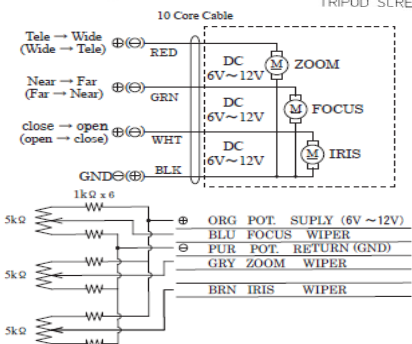 TRIPOD SCRE
10 Core Cable
Tele → Wide
(Wide → Tele)
⊕(⊖)
RED
DC
6V～12V
M
ZOOM
Near → Far
(Far → Near)
⊕(⊖)
GRN
DC
6V～12V
M
FOCUS
close → open
(open → close)
⊕(⊖)
WHT
DC
6V～12V
M
IRIS
GND⊖(⊕)
BLK
1kΩ x 6
5kΩ
⊕ ORG POT. SUPLY (6V ～12V)
BLU FOCUS WIPER
⊖ PUR POT. RETURN (GND)
5kΩ
GRY ZOOM WIPER
BRN IRIS WIPER
5kΩ